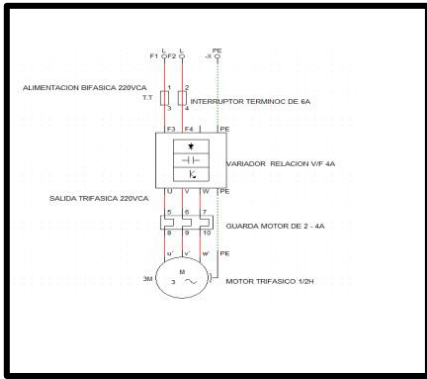 L L PE
F1 F2 -X
ALIMENTACION BIFASICA 220VCA
1 2
T.T
INTERRUPTOR TERMINOC DE 6A
3 4
F3 F4 PE
VARIADOR RELACION V/F 4A
U V W PE
SALIDA TRIFASICA 220VCA
5 6 7
GUARDA MOTOR DE 2 - 4A
8 9 10
u' v' w' PE
M
3M 3
MOTOR TRIFASICO 1/2H